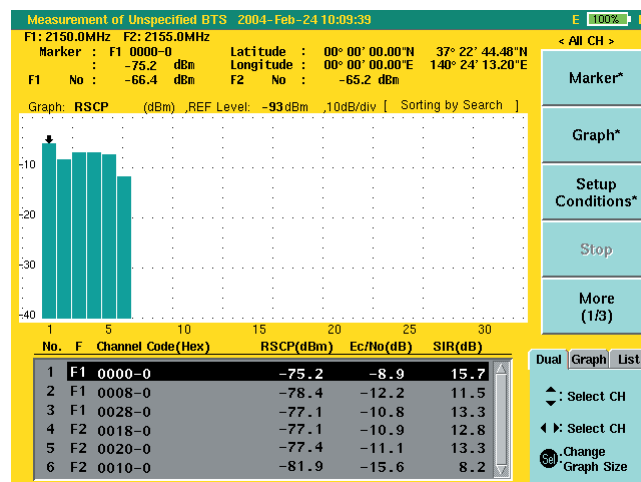 Measurement of Unspecified BTS 2004-Feb-24 10:09:39 E 100%
F1: 2150.0MHz F2: 2155.0MHz
Marker : F1 0000-0 Latitude : 00° 00' 00.00"N 37° 22' 44.48"N
: -75.2 dBm Longitude : 00° 00' 00.00"E 140° 24' 13.20"E
F1 No : -66.4 dBm F2 No : -65.2 dBm
Graph: RSCP (dBm) ,REF Level: -93dBm ,10dB/div [ Sorting by Search ]
-10
-20
-30
-40
1 5 10 15 20 25 30
No. F Channel Code(Hex) RSCP(dBm) Ec/No(dB) SIR(dB)
1 F1 0000-0 -75.2 -8.9 15.7
2 F1 0008-0 -78.4 -12.2 11.5
3 F1 0028-0 -77.1 -10.8 13.3
4 F2 0018-0 -77.1 -10.9 12.8
5 F2 0020-0 -77.4 -11.1 13.3
6 F2 0010-0 -81.9 -15.6 8.2
< All CH >
Marker*
Graph*
Setup
Conditions*
Stop
More
(1/3)
Dual Graph List
: Select CH
: Select CH
Sel :Change
Graph Size